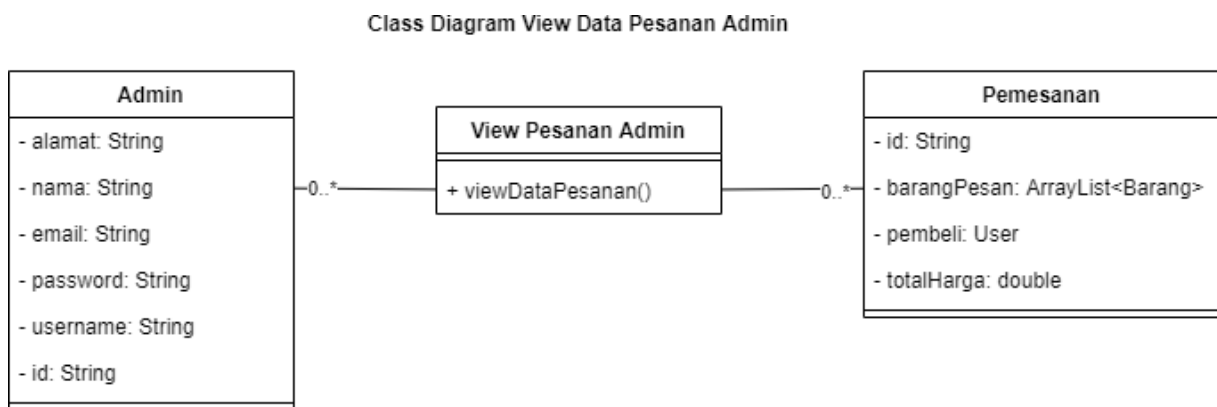 Class Diagram View Data Pesanan Admin
Admin
- alamat: String
- nama: String
- email: String
- password: String
- username: String
- id: String
0..*
View Pesanan Admin
+ viewDataPesanan()
0..*
Pemesanan
- id: String
- barangPesan: ArrayList<Barang>
- pembeli: User
- totalHarga: double